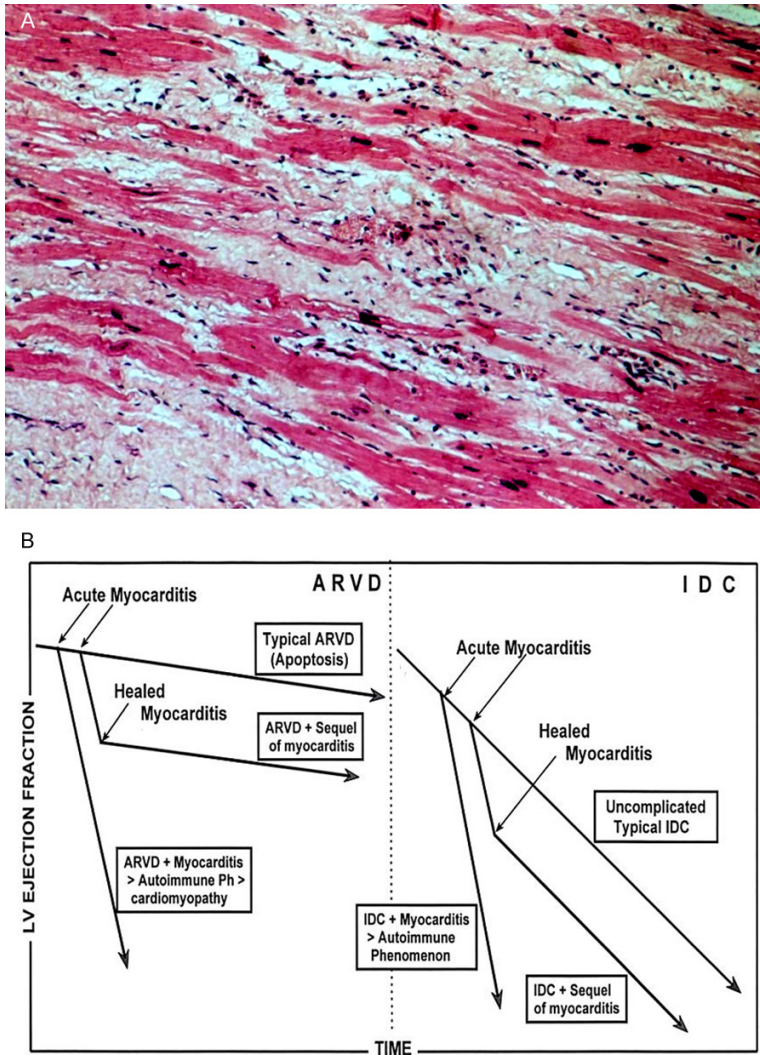 A
B
ARVD
IDC
Acute Myocarditis
Typical ARVD
(Apoptosis)
Healed
Myocarditis
ARVD + Sequel
of myocarditis
ARVD + Myocarditis
> Autoimmune Ph >
cardiomyopathy
Acute Myocarditis
Healed
Myocarditis
Uncomplicated
Typical IDC
IDC + Myocarditis
> Autoimmune
Phenomenon
IDC + Sequel
of myocarditis
LV EJECTION FRACTION
TIME